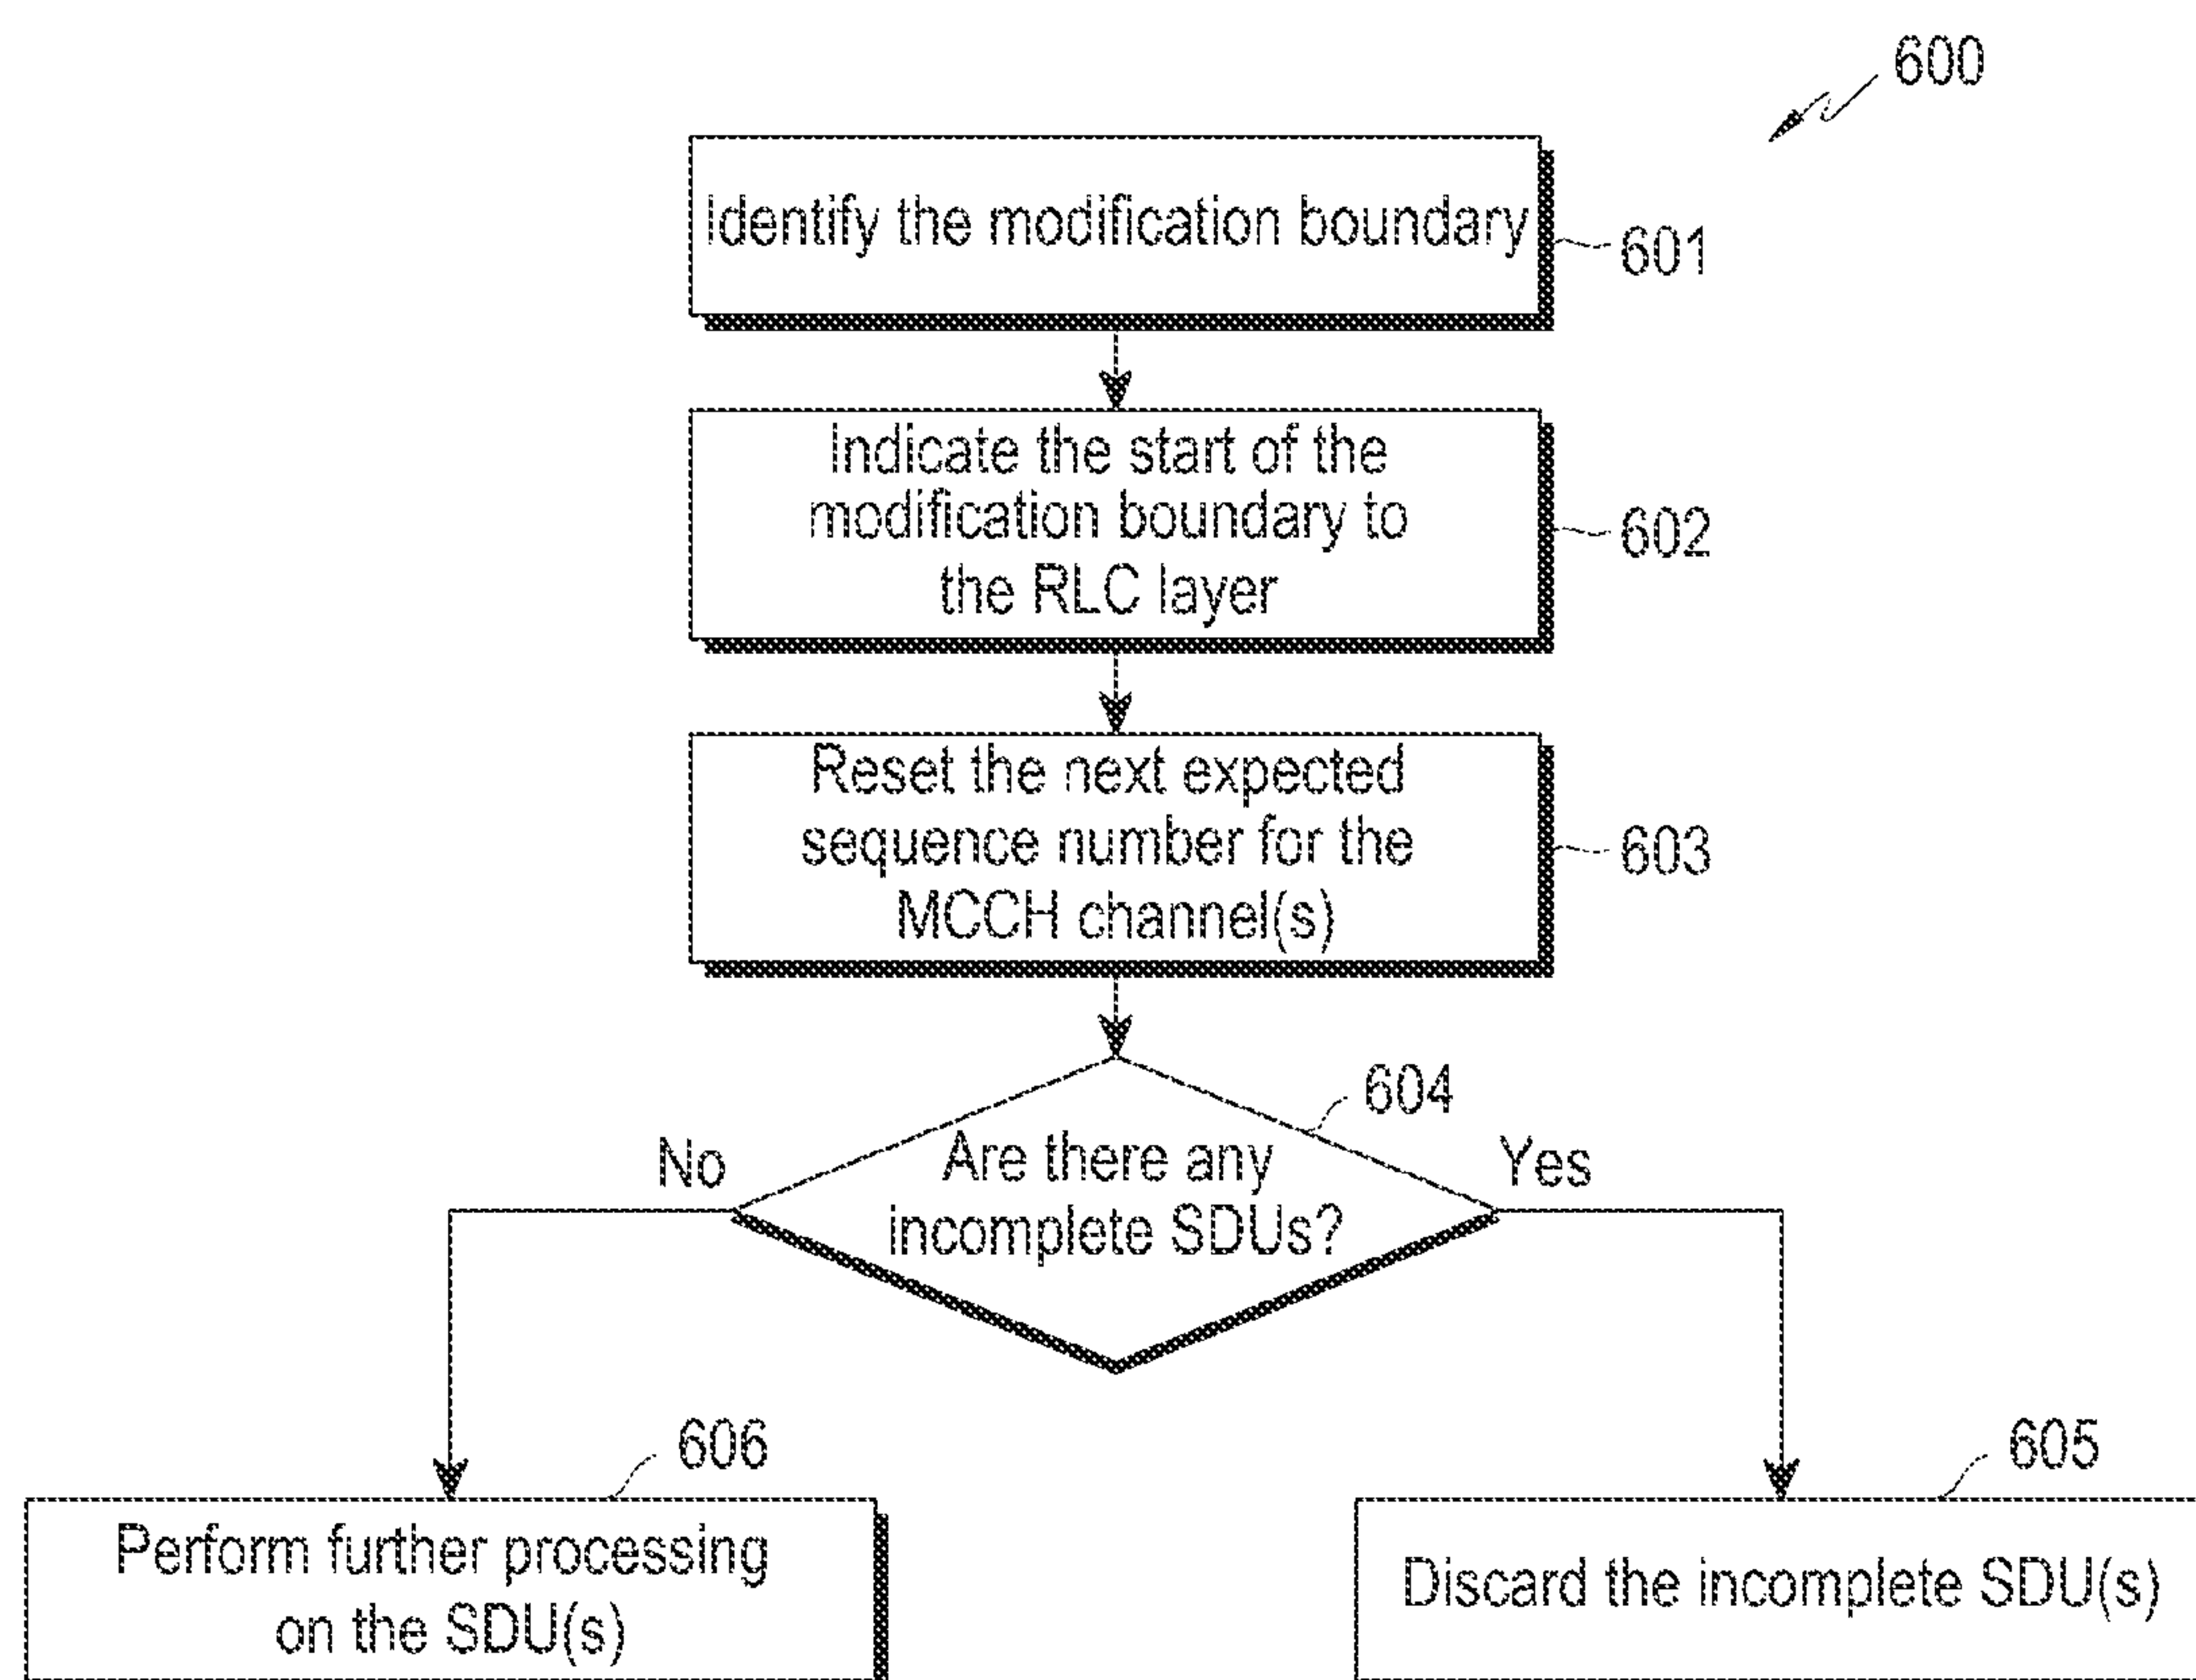 600
Identify the modification boundary
601
Indicate the start of the
modification boundary to
the RLC layer
602
Reset the next expected
sequence number for the
MCCH channel(s)
603
604
No
Are there any
incomplete SDUs?
Yes
606
605
Perform further processing
on the SDU(s)
Discard the incomplete SDU(s)